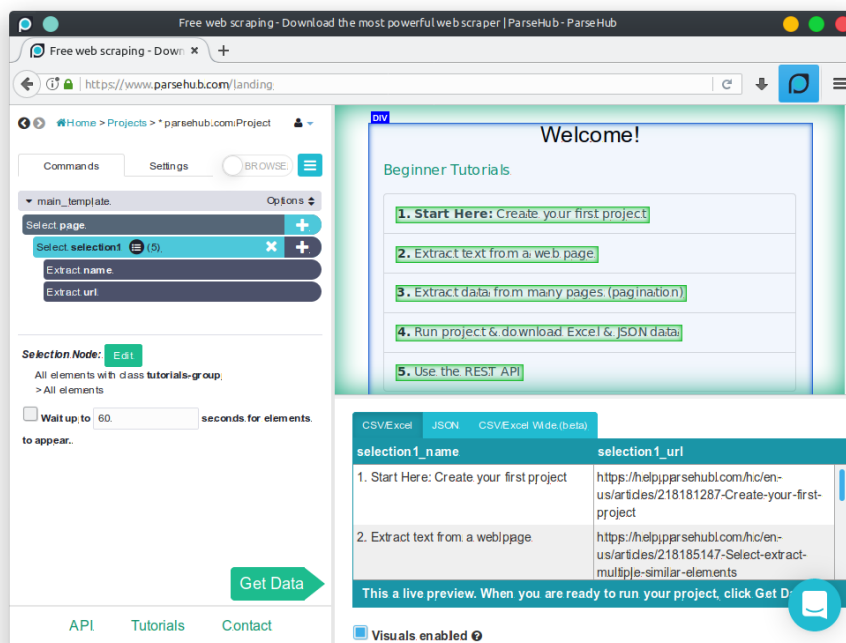 Free web scraping - Download the most powerful web scraper | ParseHub - ParseHub
Free web scraping - Down
https://www.parsehub.com/landing
Home > Projects > * parsehub.com Project
Commands
Settings
BROWSE
main_template
Options
Select page
Select selection1 (5)
Extract name
Extract url
Selection Node:
Edit
All elements with class tutorials-group
> All elements
Wait up to 60 seconds for elements
to appear.
Get Data
API
Tutorials
Contact
DIV
Welcome!
Beginner Tutorials
1. Start Here: Create your first project
2. Extract text from a web page
3. Extract data from many pages (pagination)
4. Run project & download Excel & JSON data
5. Use the REST API
CSV/Excel
JSON
CSV/Excel Wide (beta)
selection1_name
selection1_url
1. Start Here: Create your first project
https://help.parsehub.com/hc/en-
us/articles/218181287-Create-your-first-
project
2. Extract text from a web page
https://help.parsehub.com/hc/en-
us/articles/218185147-Select-extract-
multiple-similar-elements
This a live preview. When you are ready to run your project, click Get D
Visuals enabled